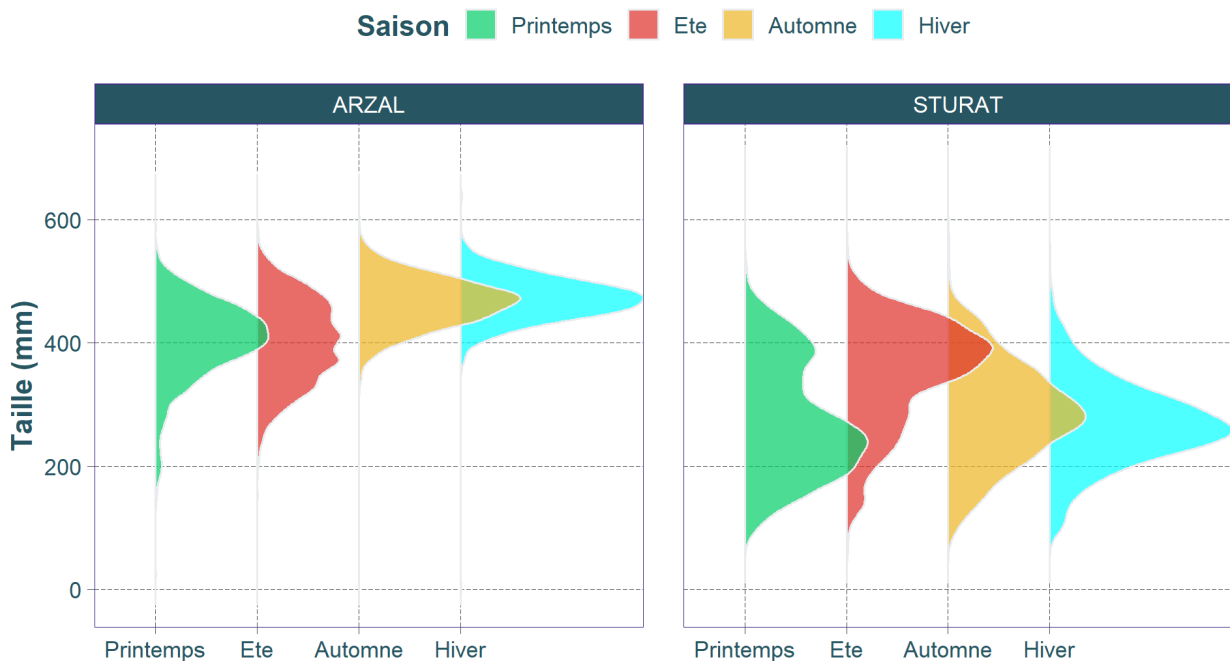 Saison Printemps Ete Automne Hiver
ARZAL STURAT
Taille (mm)
600
400
200
0
Printemps Ete Automne Hiver Printemps Ete Automne Hiver